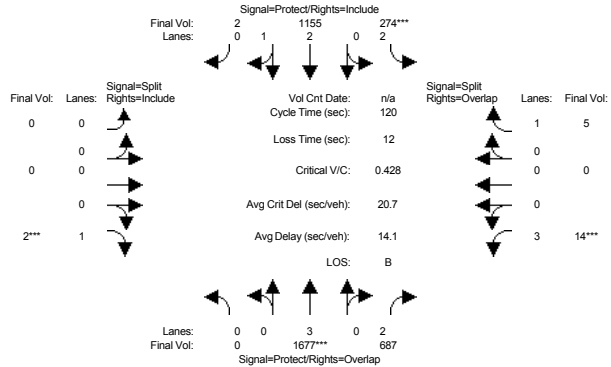 Signal=Protect/Rights=Include
Final Vol: 2 1155 274***
Lanes: 0 1 2 0 2
Signal=Split
Final Vol: Lanes: Rights=Include
Vol Cnt Date: n/a
Signal=Split
Rights=Overlap Lanes: Final Vol:
Cycle Time (sec): 120
0 0 1 5
Loss Time (sec): 12
0 0
0 0 Critical V/C: 0.428 0 0
0 Avg Crit Del (sec/veh): 20.7 0
2*** 1 Avg Delay (sec/veh): 14.1 3 14***
LOS: B
Lanes: 0 0 3 0 2
Final Vol: 0 1677*** 687
Signal=Protect/Rights=Overlap